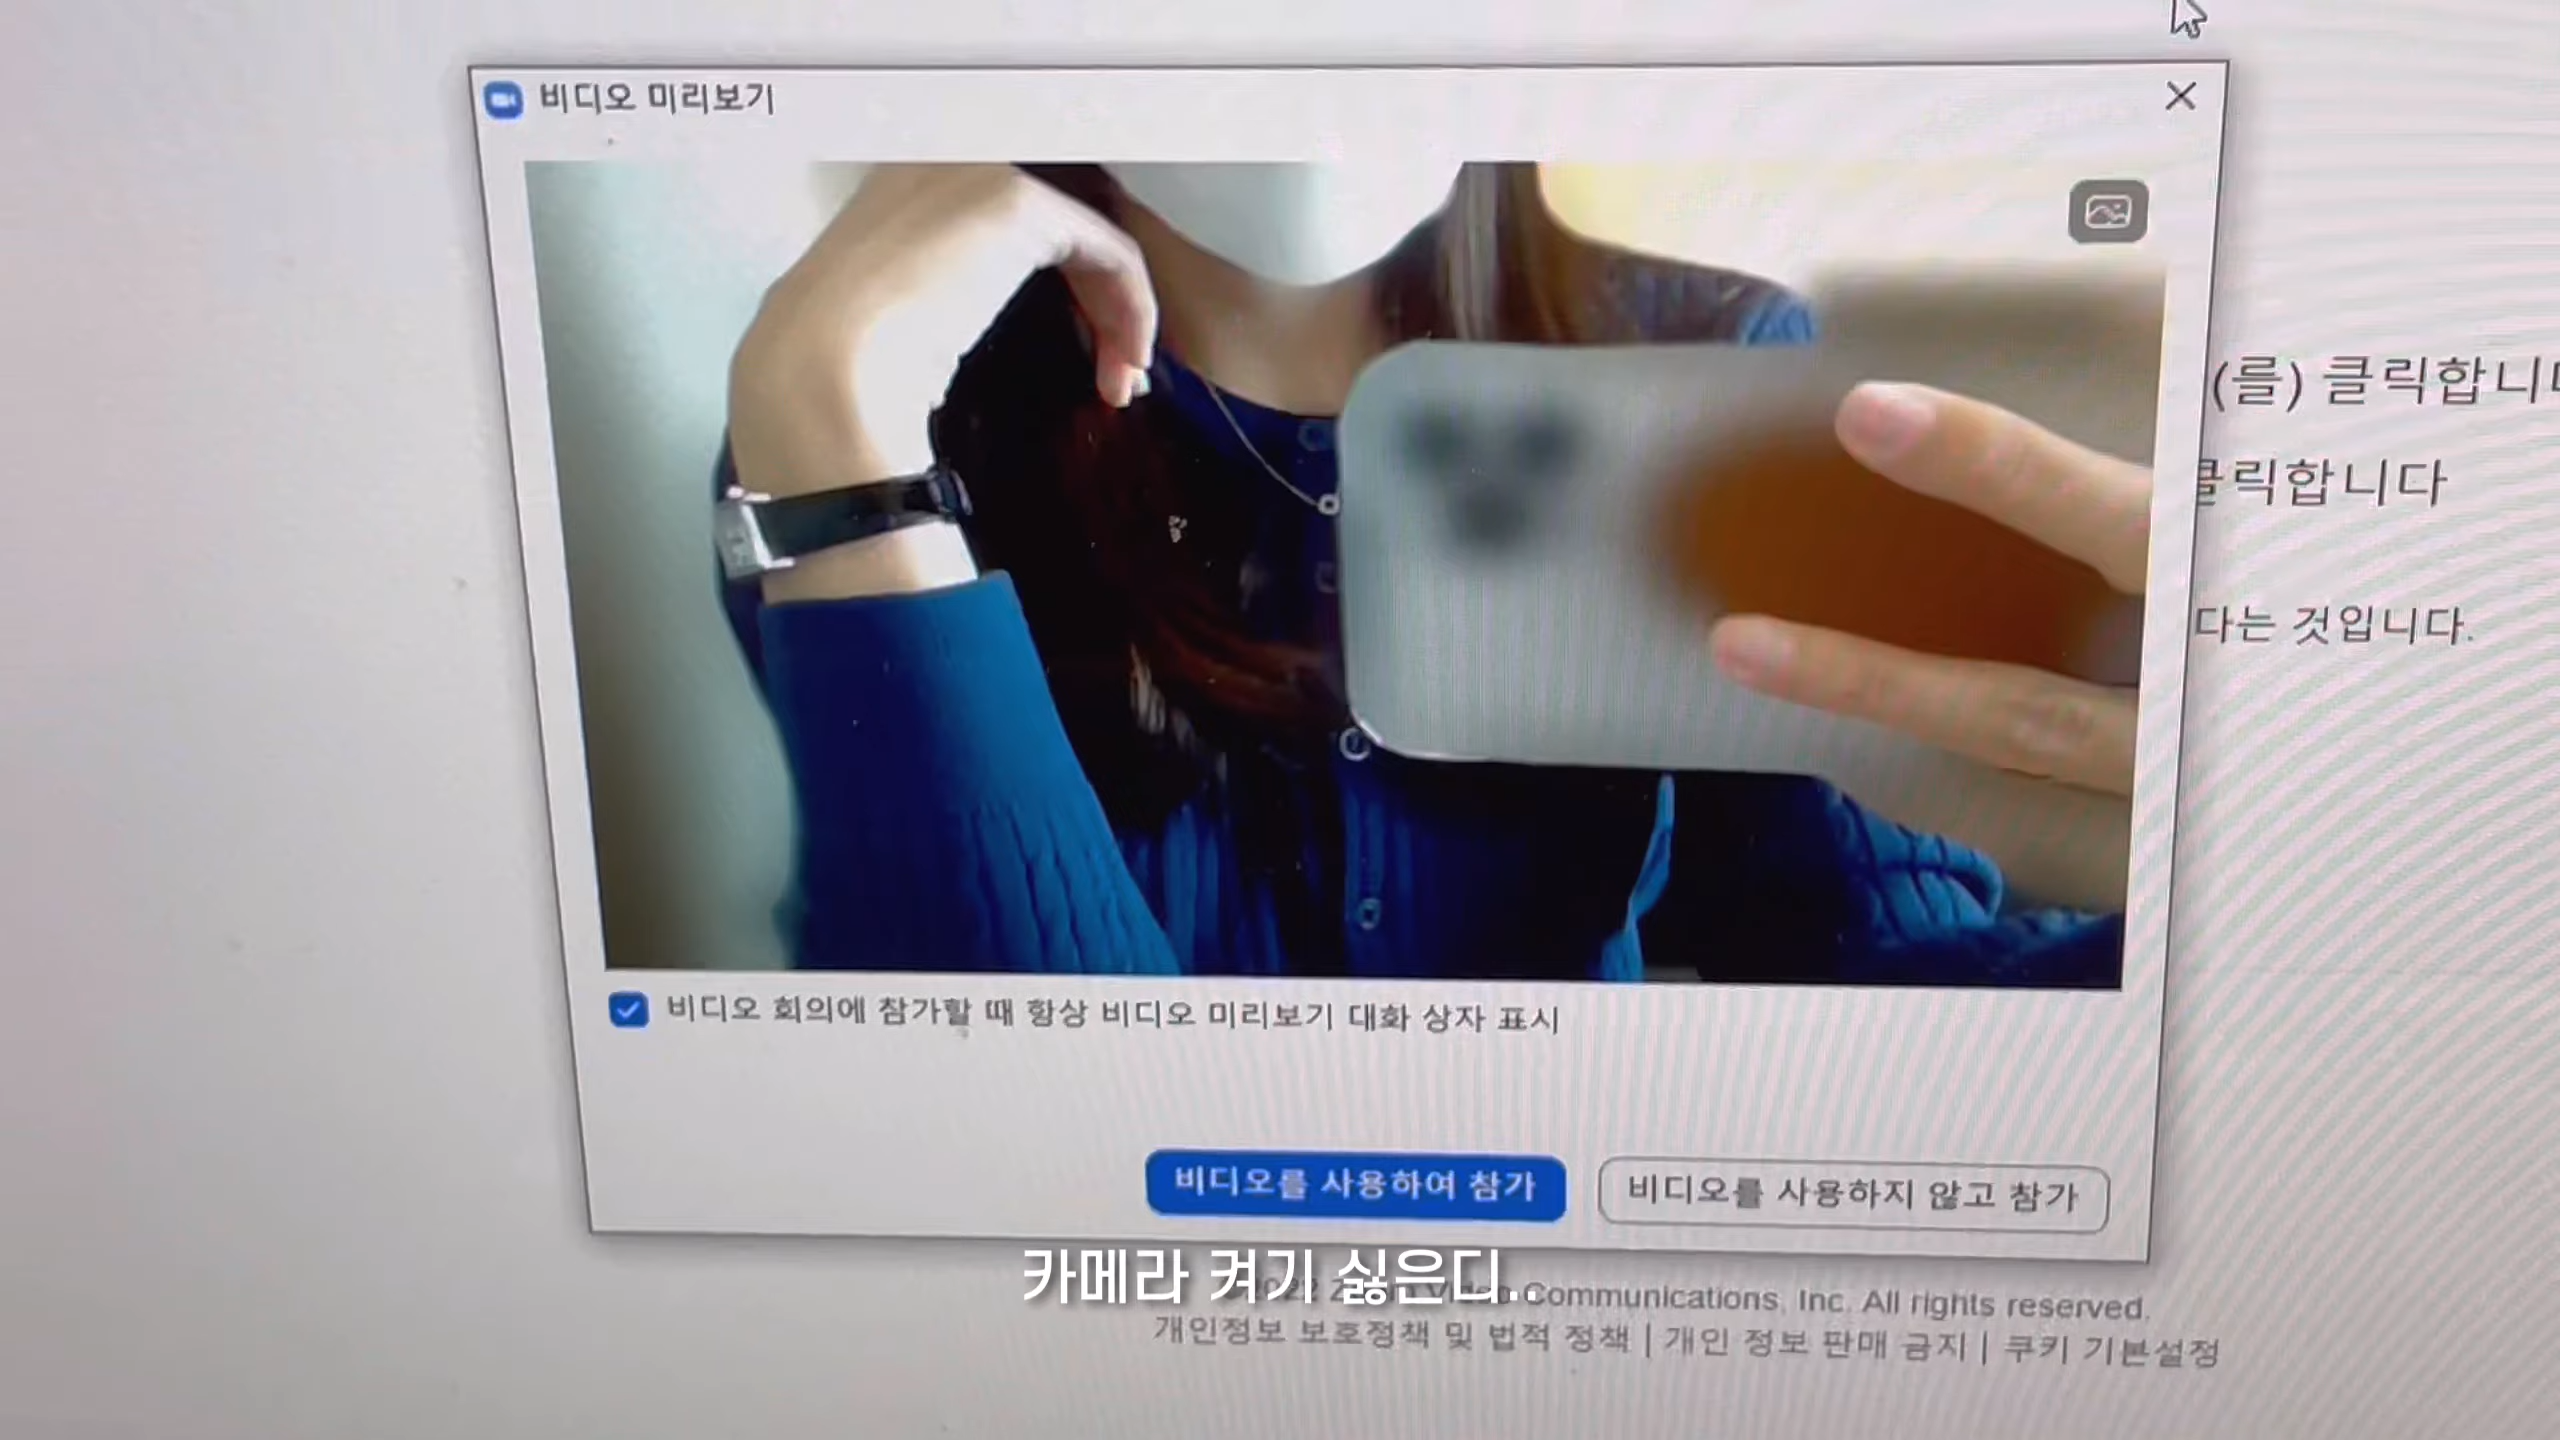 비디오 미리보기
(를) 클릭합니다
클릭합니다
다는 것입니다.
비디오 회의에 참가할 때 항상 비디오 미리보기 대화 상자 표시
비디오를 사용하여 참가
비디오를 사용하지 않고 참가
카메라 켜기 싫은디..
©2022 Zoom Video Communications, Inc. All rights reserved.
개인정보 보호정책 및 법적 정책 | 개인 정보 판매 금지 | 쿠키 기본설정